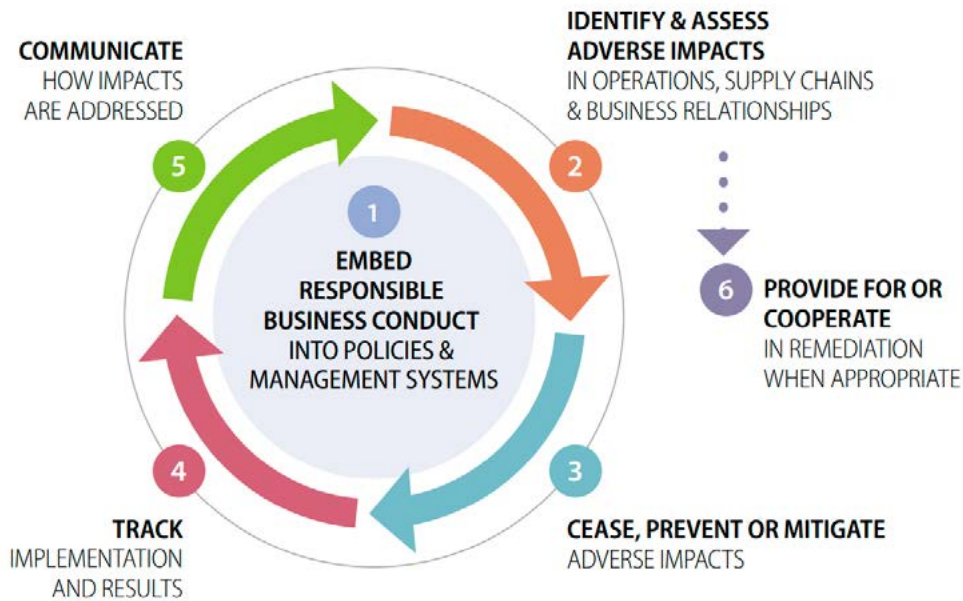 1
EMBED
RESPONSIBLE
BUSINESS CONDUCT
INTO POLICIES &
MANAGEMENT SYSTEMS
2
IDENTIFY & ASSESS
ADVERSE IMPACTS
IN OPERATIONS, SUPPLY CHAINS
& BUSINESS RELATIONSHIPS
3
CEASE, PREVENT OR MITIGATE
ADVERSE IMPACTS
4
TRACK
IMPLEMENTATION
AND RESULTS
5
COMMUNICATE
HOW IMPACTS
ARE ADDRESSED
6
PROVIDE FOR OR
COOPERATE
IN REMEDIATION
WHEN APPROPRIATE